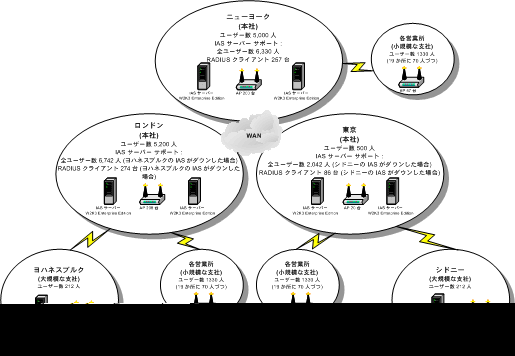 ニューヨーク
(本社)
ユーザー数 5,000 人
IAS サーバー サポート :
全ユーザー数 6,330 人
RADIUS クライアント 257 台
IAS サーバー
W2K3 Enterprise Edition
AP 200 台
IAS サーバー
W2K3 Enterprise Edition
各営業所
(小規模な支社)
ユーザー数 1330 人
(19 か所に 70 人づつ)
AP 57 台
WAN
ロンドン
(本社)
ユーザー数 5,200 人
IAS サーバー サポート :
全ユーザー数 6,742 人 (ヨハネスブルクの IAS がダウンした場合)
RADIUS クライアント 274 台 (ヨハネスブルクの IAS がダウンした
場合)
IAS サーバー
W2K3 Enterprise Edition
AP 208 台
IAS サーバー
W2K3 Enterprise Edition
東京
(本社)
ユーザー数 500 人
IAS サーバー サポート :
全ユーザー数 2,042 人 (シドニーの IAS がダウンした場合)
RADIUS クライアント 86 台 (シドニーの IAS がダウンした場合)
IAS サーバー
W2K3 Enterprise Edition
AP 20 台
IAS サーバー
W2K3 Enterprise Edition
ヨハネスブルク
(大規模な支社)
ユーザー数 212 人
各営業所
(小規模な支社)
ユーザー数 1330 人
(19 か所に 70 人づつ)
各営業所
(小規模な支社)
ユーザー数 1330 人
(19 か所に 70 人づつ)
シドニー
(大規模な支社)
ユーザー数 212 人